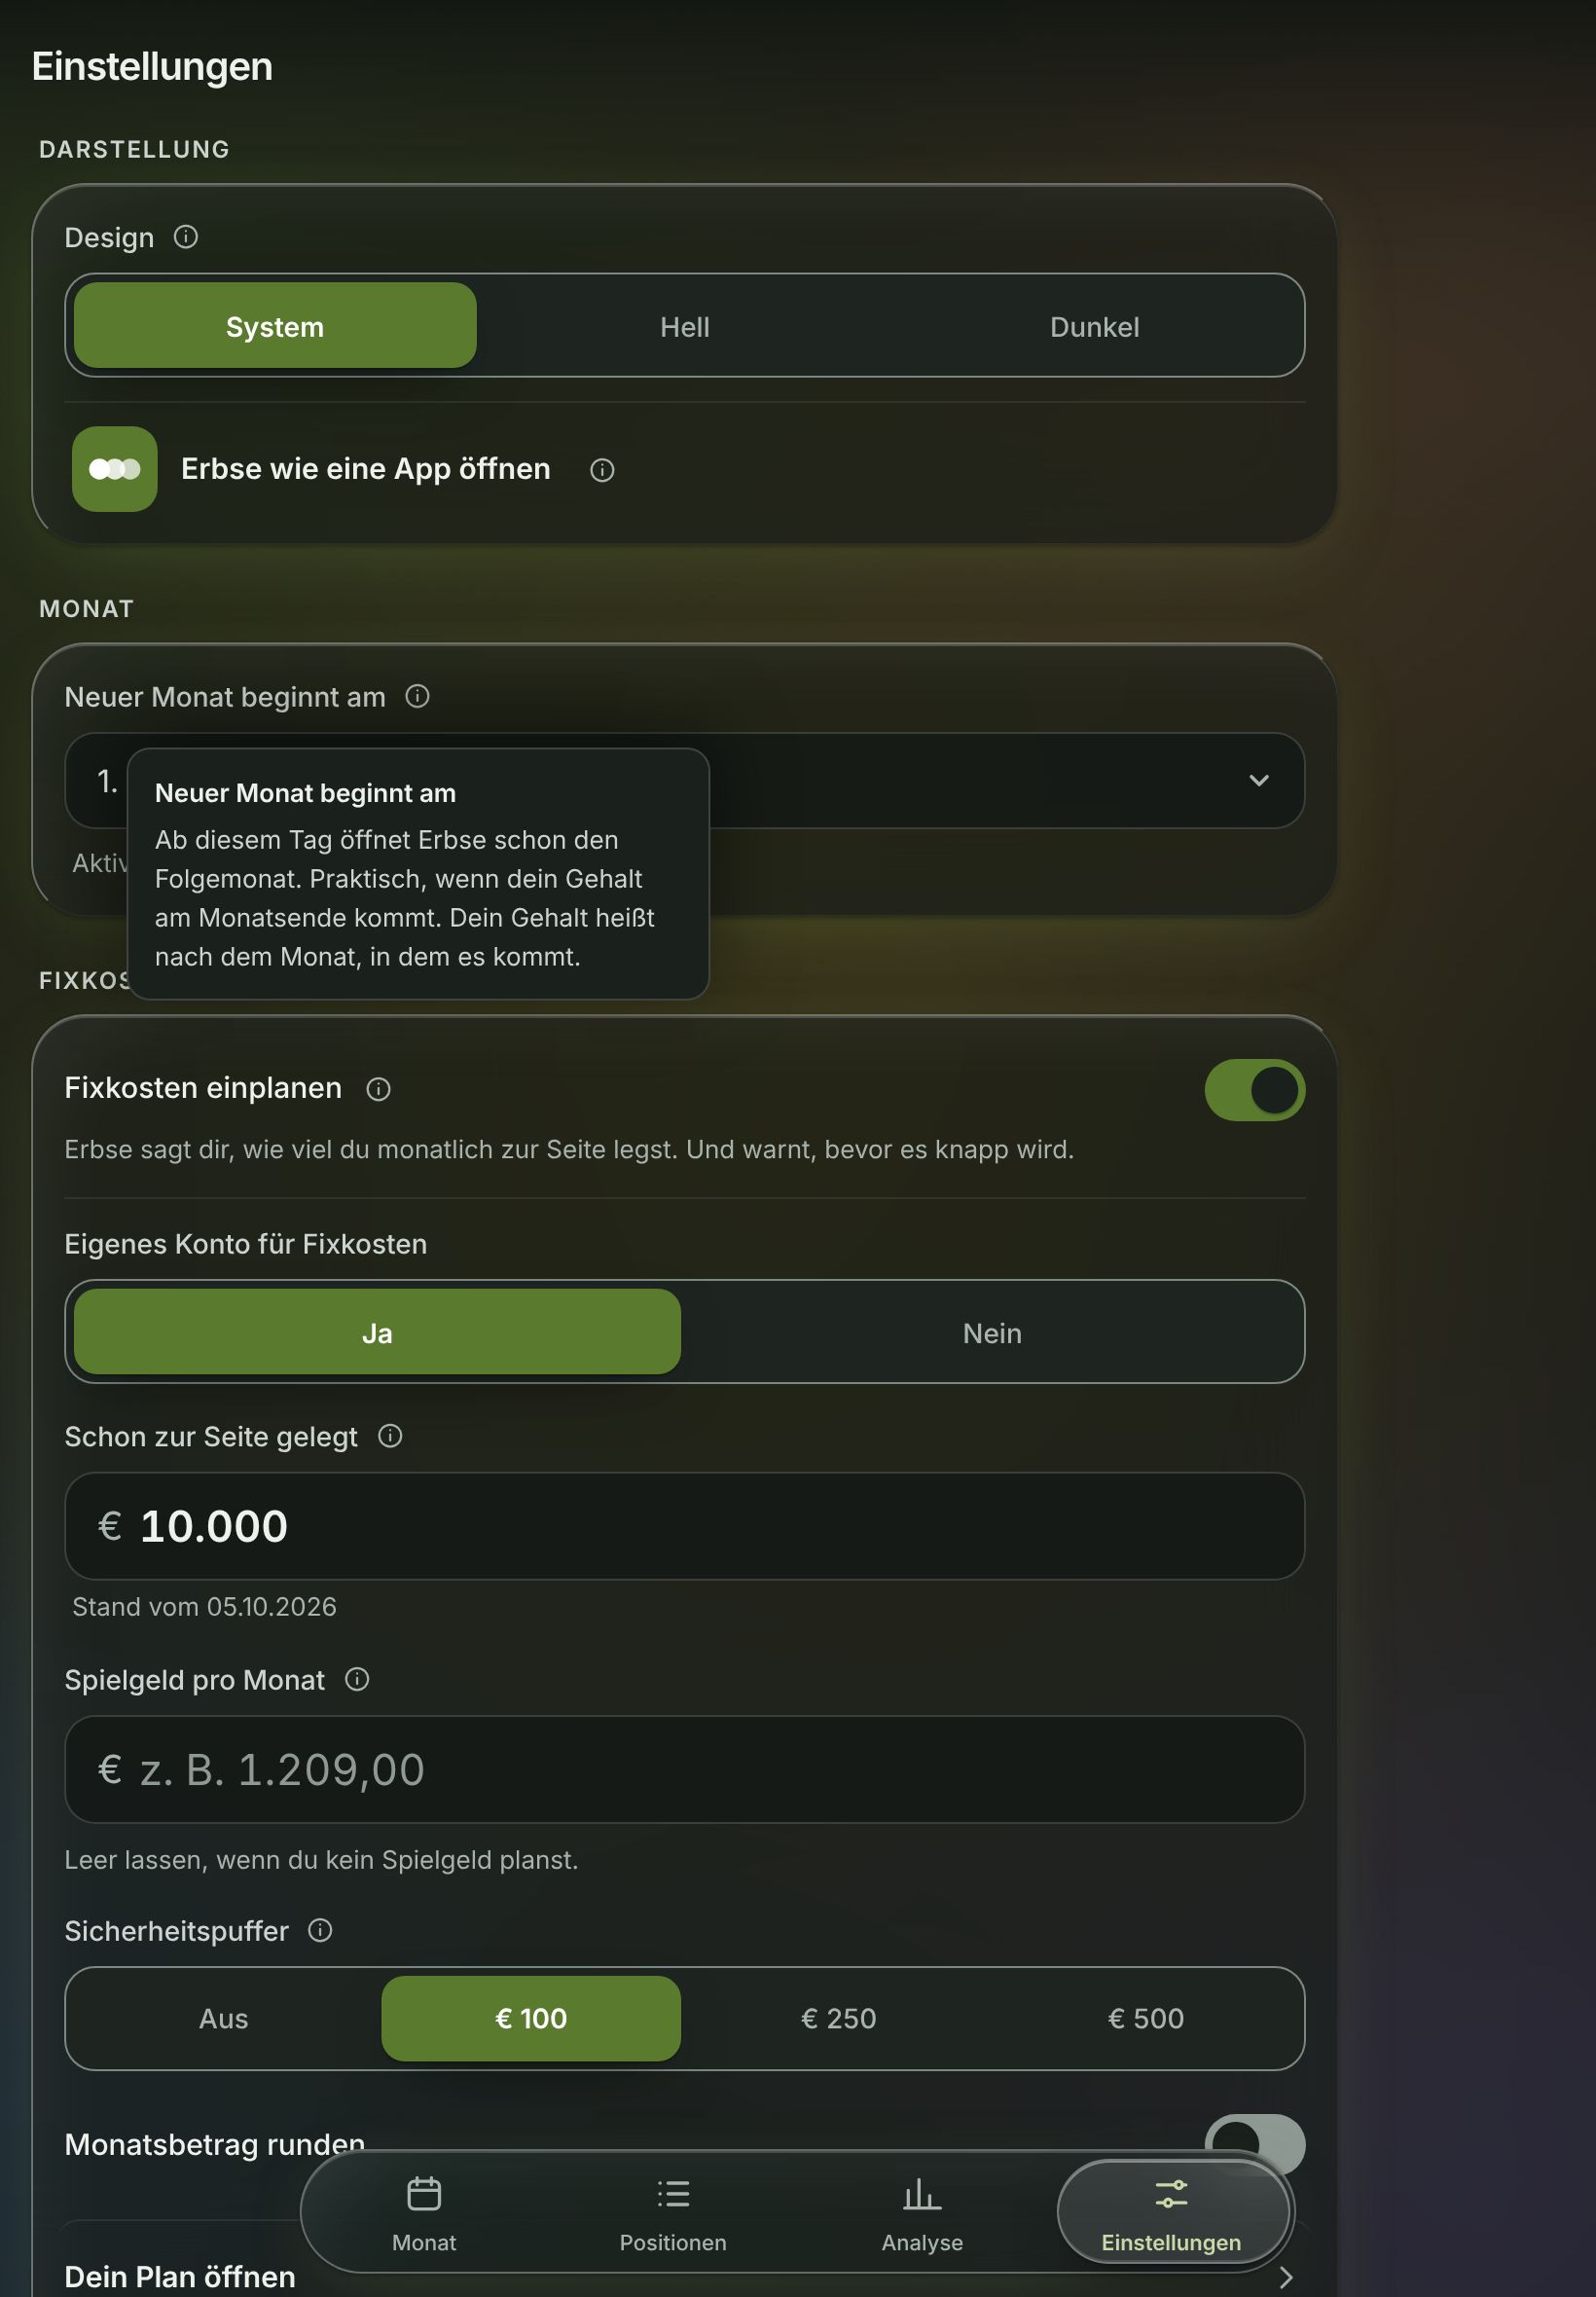 Einstellungen
DARSTELLUNG
Design
System Hell Dunkel
Erbse wie eine App öffnen
MONAT
Neuer Monat beginnt am
1.
Neuer Monat beginnt am
Ab diesem Tag öffnet Erbse schon den
Folgemonat. Praktisch, wenn dein Gehalt
am Monatsende kommt. Dein Gehalt heißt
nach dem Monat, in dem es kommt.
Fixkosten einplanen
Erbse sagt dir, wie viel du monatlich zur Seite legst. Und warnt, bevor es knapp wird.
Eigenes Konto für Fixkosten
Ja Nein
Schon zur Seite gelegt
€ 10.000
Stand vom 05.10.2026
Spielgeld pro Monat
€ z. B. 1.209,00
Leer lassen, wenn du kein Spielgeld planst.
Sicherheitspuffer
Aus € 100 € 250 € 500
Monatsbetrag runden
Monat Positionen Analyse Einstellungen
Dein Plan öffnen